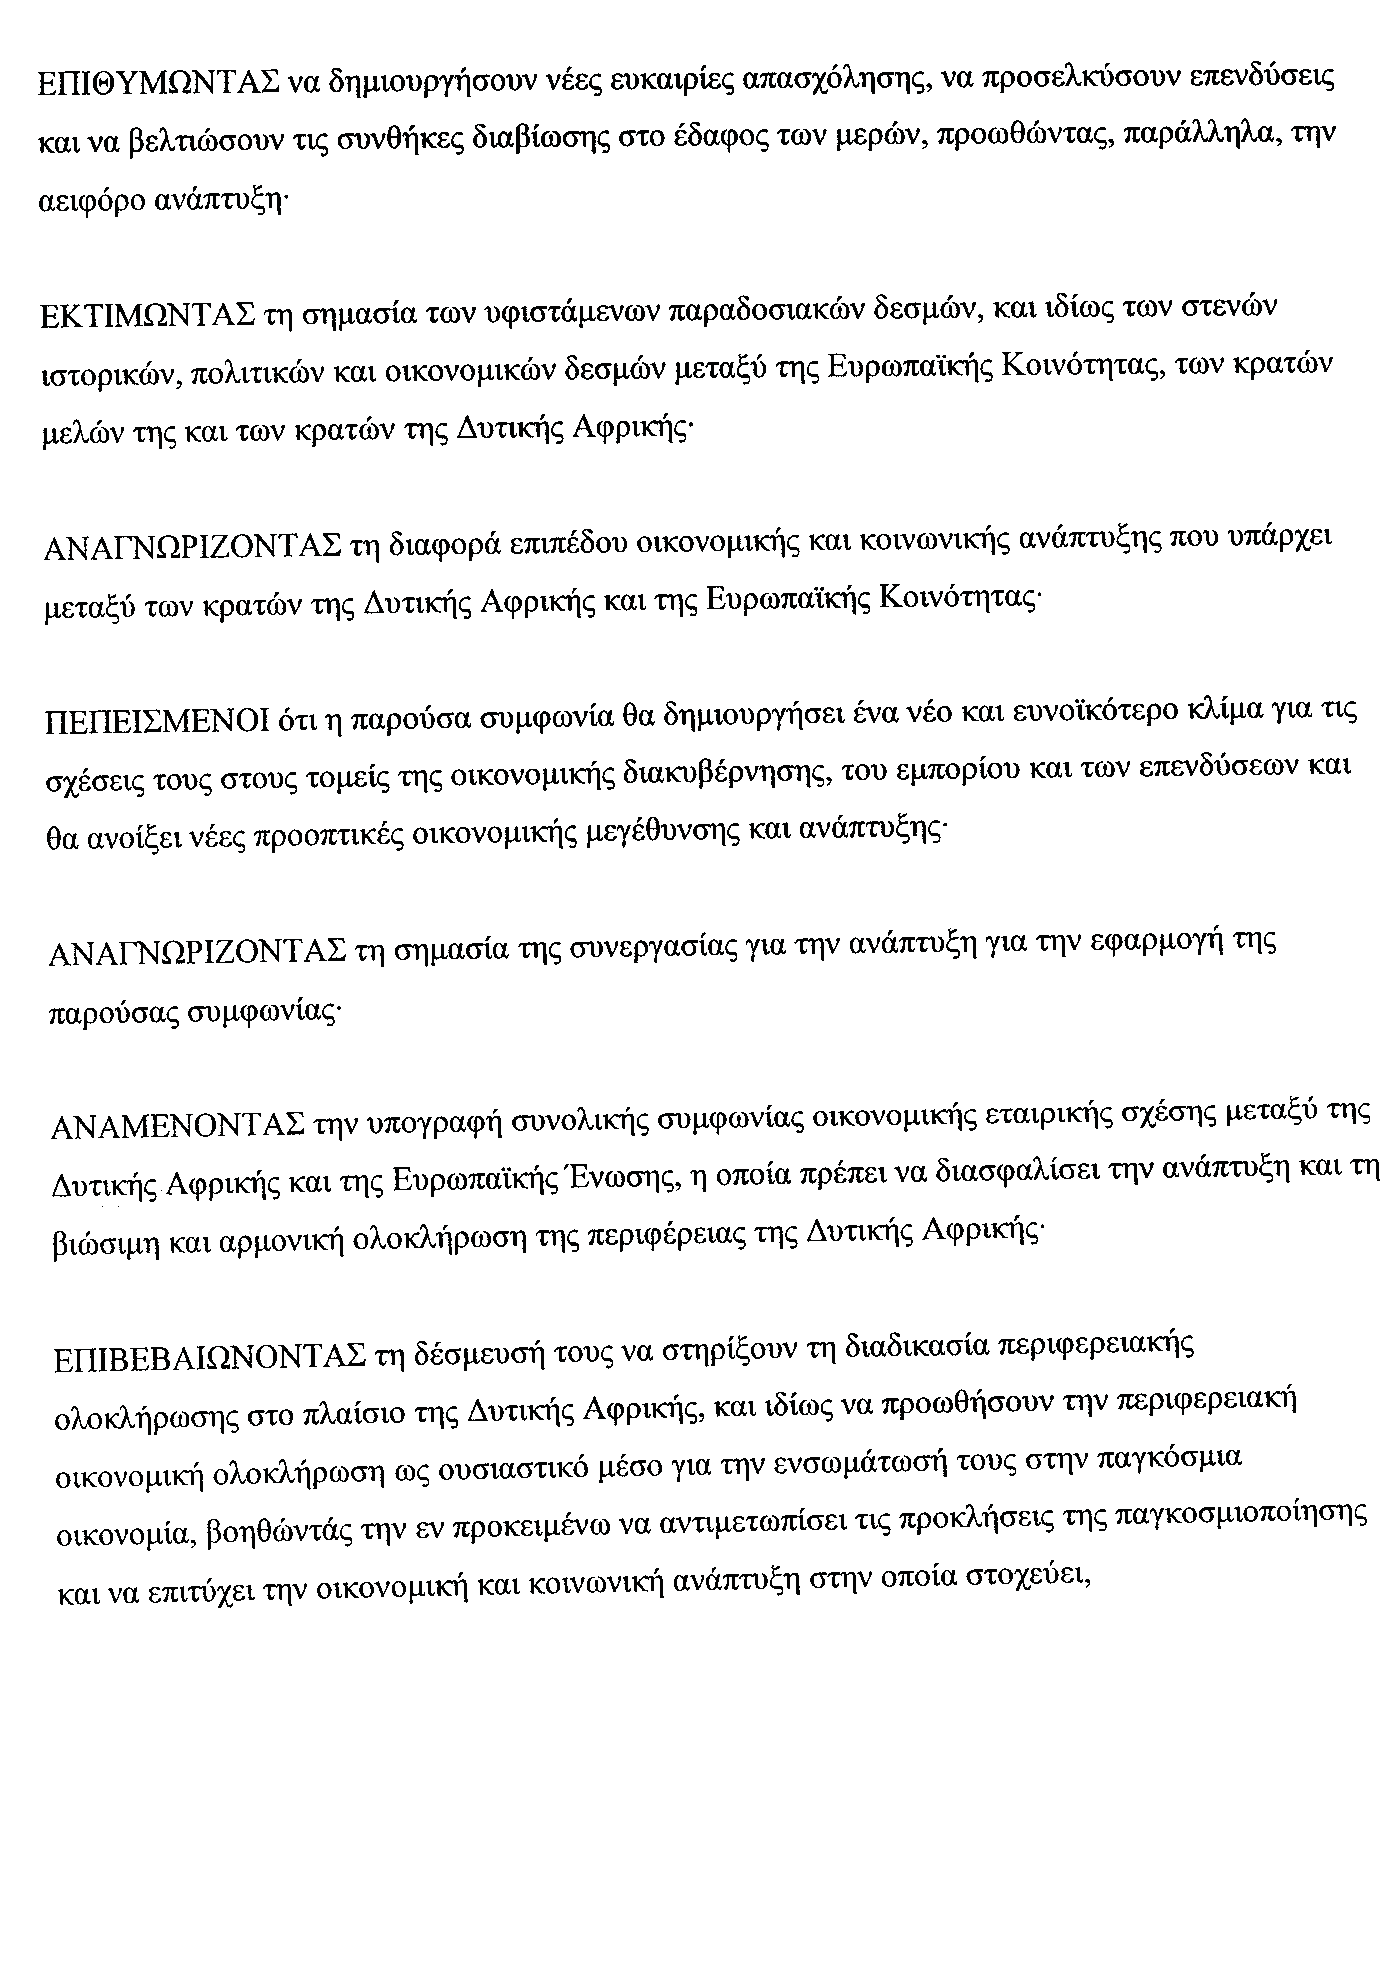 ΕΠΙΘΥΜΩΝΤΑΣ να δημιουργήσουν νέες ευκαιρίες απασχόλησης, να προσελκύσουν επενδύσεις
και να βελτιώσουν τις συνθήκες διαβίωσης στο έδαφος των μερών, προωθώντας, παράλληλα, την
αειφόρο ανάπτυξη·
ΕΚΤΙΜΩΝΤΑΣ τη σημασία των υφιστάμενων παραδοσιακών δεσμών, και ιδίως των στενών
ιστορικών, πολιτικών και οικονομικών δεσμών μεταξύ της Ευρωπαϊκής Κοινότητας, των κρατών
μελών της και των κρατών της Δυτικής Αφρικής·
ΑΝΑΓΝΩΡΙΖΟΝΤΑΣ τη διαφορά επιπέδου οικονομικής και κοινωνικής ανάπτυξης που υπάρχει
μεταξύ των κρατών της Δυτικής Αφρικής και της Ευρωπαϊκής Κοινότητας·
ΠΕΠΕΙΣΜΕΝΟΙ ότι η παρούσα συμφωνία θα δημιουργήσει ένα νέο και ευνοϊκότερο κλίμα για τις
σχέσεις τους στους τομείς της οικονομικής διακυβέρνησης, του εμπορίου και των επενδύσεων και
θα ανοίξει νέες προοπτικές οικονομικής μεγέθυνσης και ανάπτυξης·
ΑΝΑΓΝΩΡΙΖΟΝΤΑΣ τη σημασία της συνεργασίας για την ανάπτυξη για την εφαρμογή της
παρούσας συμφωνίας·
ΑΝΑΜΕΝΟΝΤΑΣ την υπογραφή συνολικής συμφωνίας οικονομικής εταιρικής σχέσης μεταξύ της
Δυτικής Αφρικής και της Ευρωπαϊκής Ένωσης, η οποία πρέπει να διασφαλίσει την ανάπτυξη και τη
βιώσιμη και αρμονική ολοκλήρωση της περιφέρειας της Δυτικής Αφρικής·
ΕΠΙΒΕΒΑΙΩΝΟΝΤΑΣ τη δέσμευσή τους να στηρίξουν τη διαδικασία περιφερειακής
ολοκλήρωσης στο πλαίσιο της Δυτικής Αφρικής, και ιδίως να προωθήσουν την περιφερειακή
οικονομική ολοκλήρωση ως ουσιαστικό μέσο για την ενσωμάτωσή τους στην παγκόσμια
οικονομία, βοηθώντάς την εν προκειμένω να αντιμετωπίσει τις προκλήσεις της παγκοσμιοποίησης
και να επιτύχει την οικονομική και κοινωνική ανάπτυξη στην οποία στοχεύει,